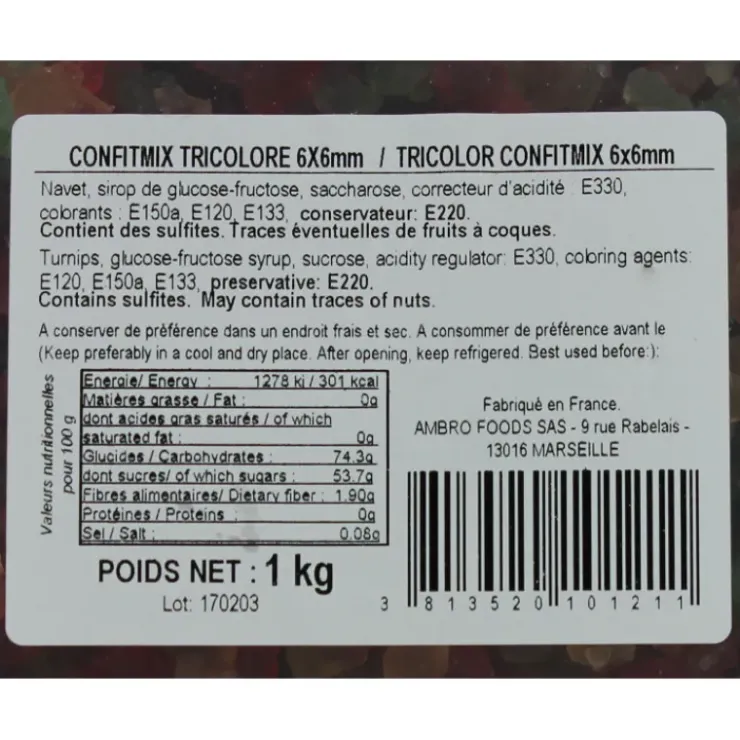 CONFITMIX TRICOLORE 6X6mm / TRICOLOR CONFITMIX 6x6mm
Navet, sirop de glucose-fructose, saccharose, correcteur d'acidité E330,
colorants : E150a, E120, E133, conservateur: E220.
Contient des sulfites. Traces éventuelles de fruits à coques.
Turnips, glucose-fructose syrup, sucrose, acidity regulator: E330, coloring agents:
E120, E150a, E133, preservative: E220.
Contains sulfites. May contain traces of nuts.
A conserver de préférence dans un endroit frais et sec. A consommer de préférence avant le
(Keep preferably in a cool and dry place. After opening, keep refrigered. Best used before:):
Valeurs nutritionnelles
pour 100 g
Energie/ Energy : 1278 kj / 301 kcal
Matières grasse / Fat : 0g
dont acides gras saturés / of which
saturated fat : 0g
Glucides / Carbohydrates : 74.3g
dont sucres/ of which sugars : 53.7g
Fibres alimentaires/ Dietary fiber : 1.90g
Protéines / Proteins : 0g
Sel / Salt : 0.08g
POIDS NET : 1 kg
Lot: 170203
Fabriqué en France.
AMBRO FOODS SAS - 9 rue Rabelais -
13016 MARSEILLE
3 813520 101211